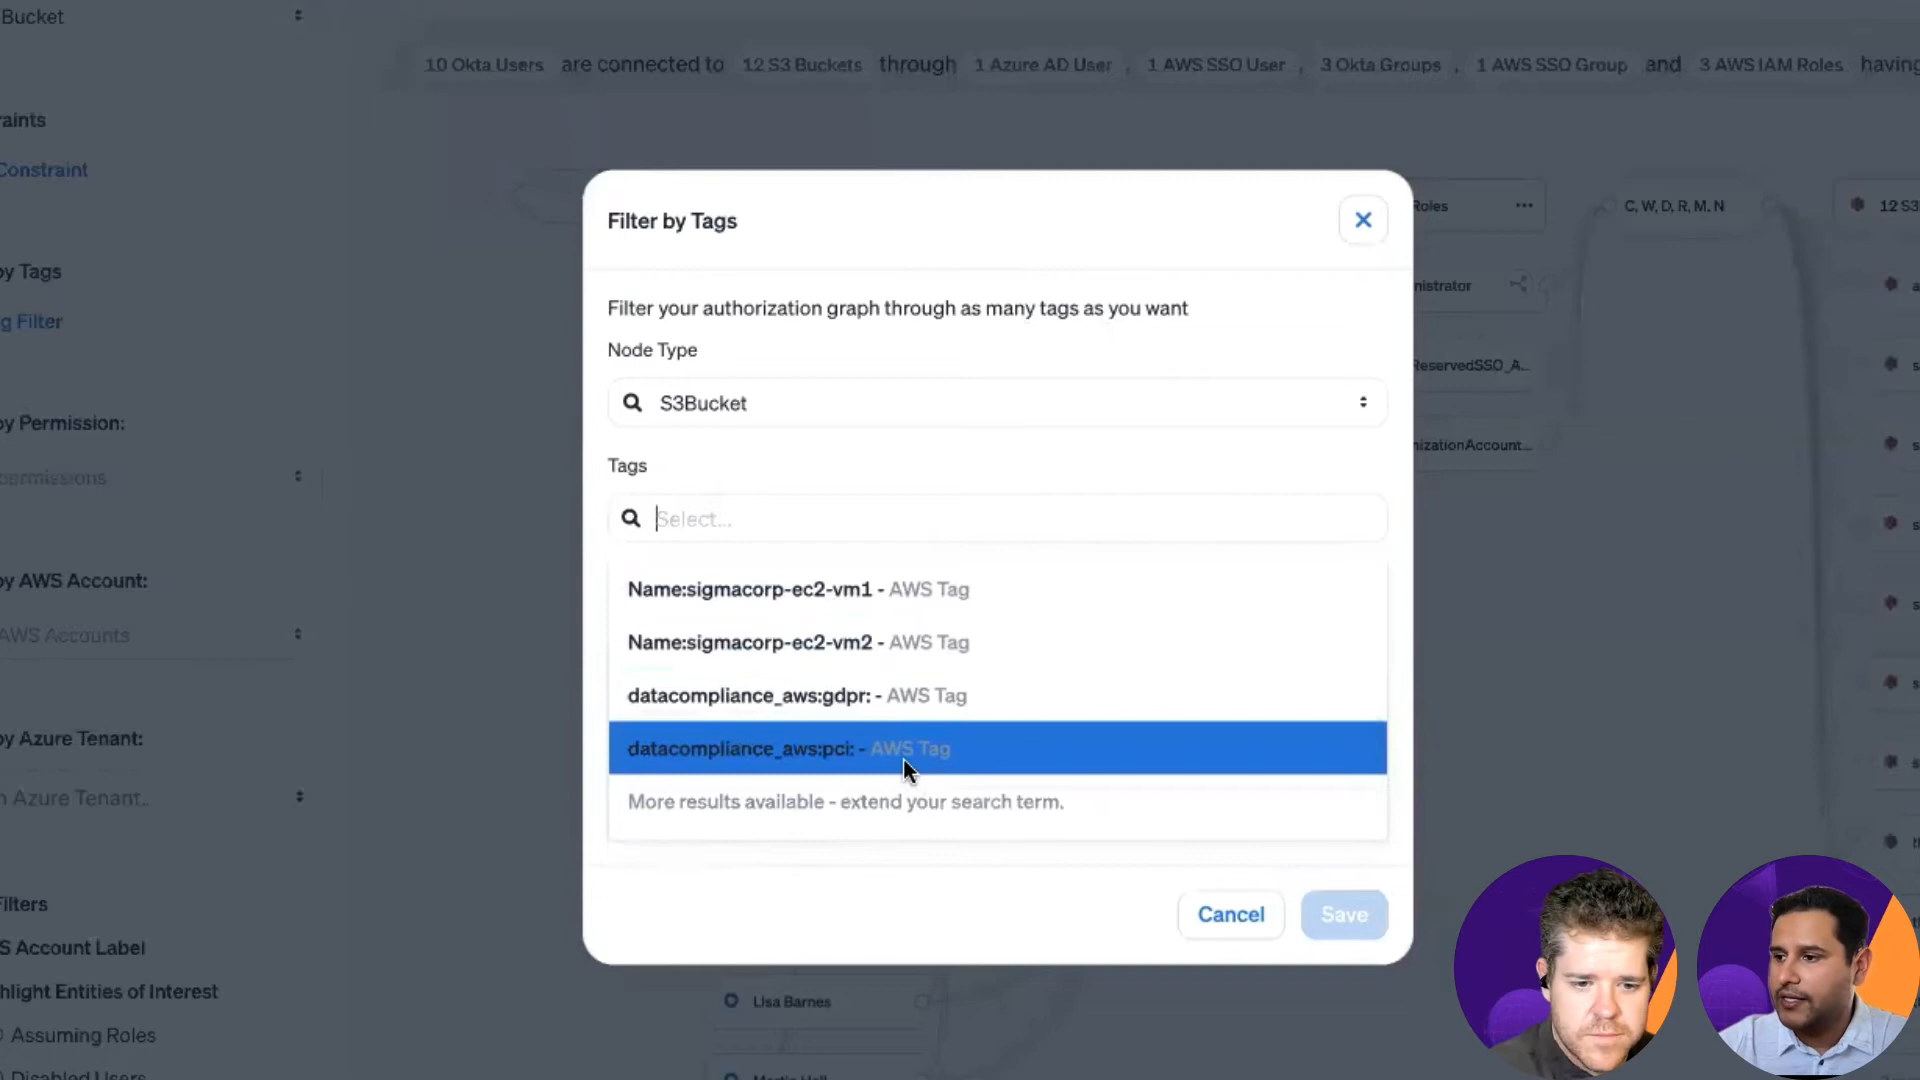 Bucket
10 Okta Users are connected to 12 S3 Buckets through 1 Azure AD User , 1 AWS SSO User , 3 Okta Groups , 1 AWS SSO Group and 3 AWS IAM Roles having
raints
Constraint
by Tags
g Filter
by Permission:
permissions
by AWS Account:
AWS Accounts
by Azure Tenant:
n Azure Tenant..
Filters
S Account Label
hlight Entities of Interest
Assuming Roles
Disabled Users
Filter by Tags
Filter your authorization graph through as many tags as you want
Node Type
S3Bucket
Tags
Select...
Name:sigmacorp-ec2-vm1 - AWS Tag
Name:sigmacorp-ec2-vm2 - AWS Tag
datacompliance_aws:gdpr: - AWS Tag
datacompliance_aws:pci: - AWS Tag
More results available - extend your search term.
Cancel
Save
Roles
nistrator
ReservedSSO_A...
nizationAccount...
C, W, D, R, M, N
12 S3
Lisa Barnes